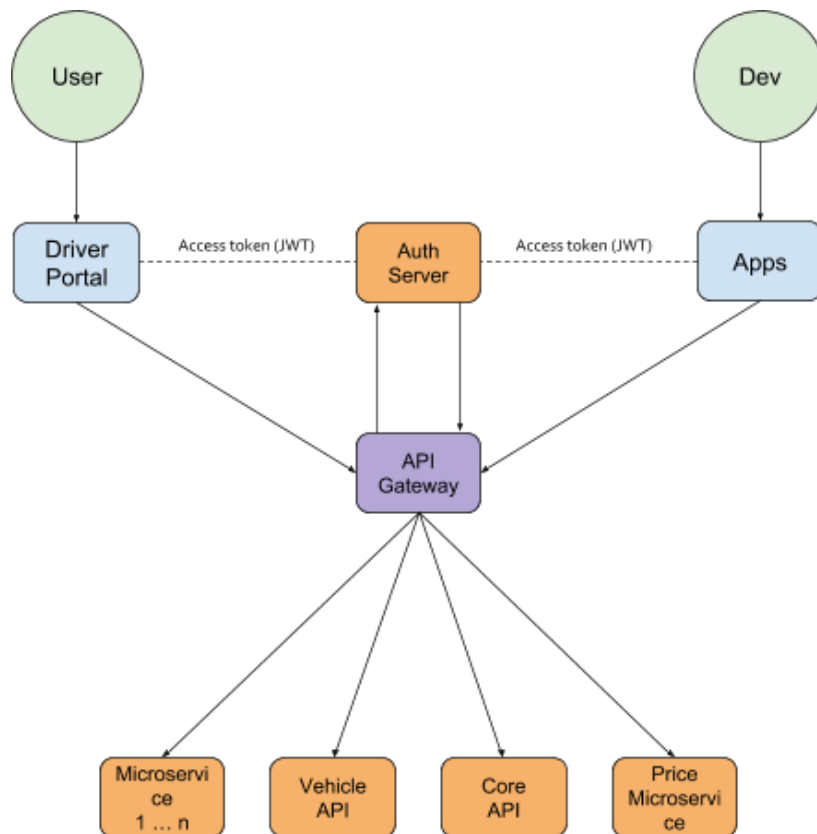 User
Dev
Driver
Portal
Access token (JWT)
Auth
Server
Access token (JWT)
Apps
API
Gateway
Microservi
ce
1 ... n
Vehicle
API
Core
API
Price
Microservi
ce